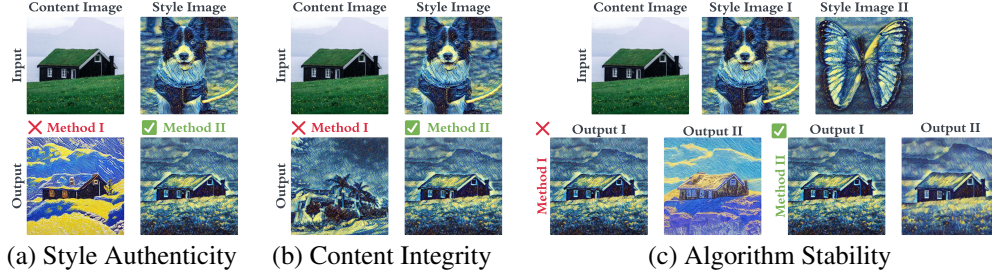 Content Image
Style Image
Input
Method I
Method II
Output
(a) Style Authenticity
Content Image
Style Image
Input
Method I
Method II
Output
(b) Content Integrity
Content Image
Style Image I
Style Image II
Input
Method I
Output I
Output II
Method II
Output I
Output II
(c) Algorithm Stability